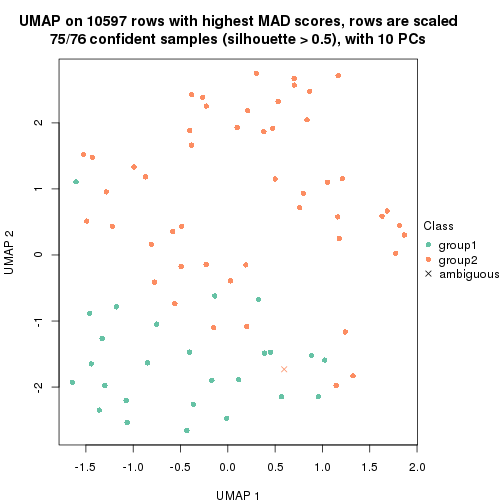 UMAP on 10597 rows with highest MAD scores, rows are scaled
75/76 confident samples (silhouette > 0.5), with 10 PCs
2
1
0
-1
-2
UMAP 2
-1.5
-1.0
-0.5
0.0
0.5
1.0
1.5
2.0
UMAP 1
Class
group1
group2
ambiguous